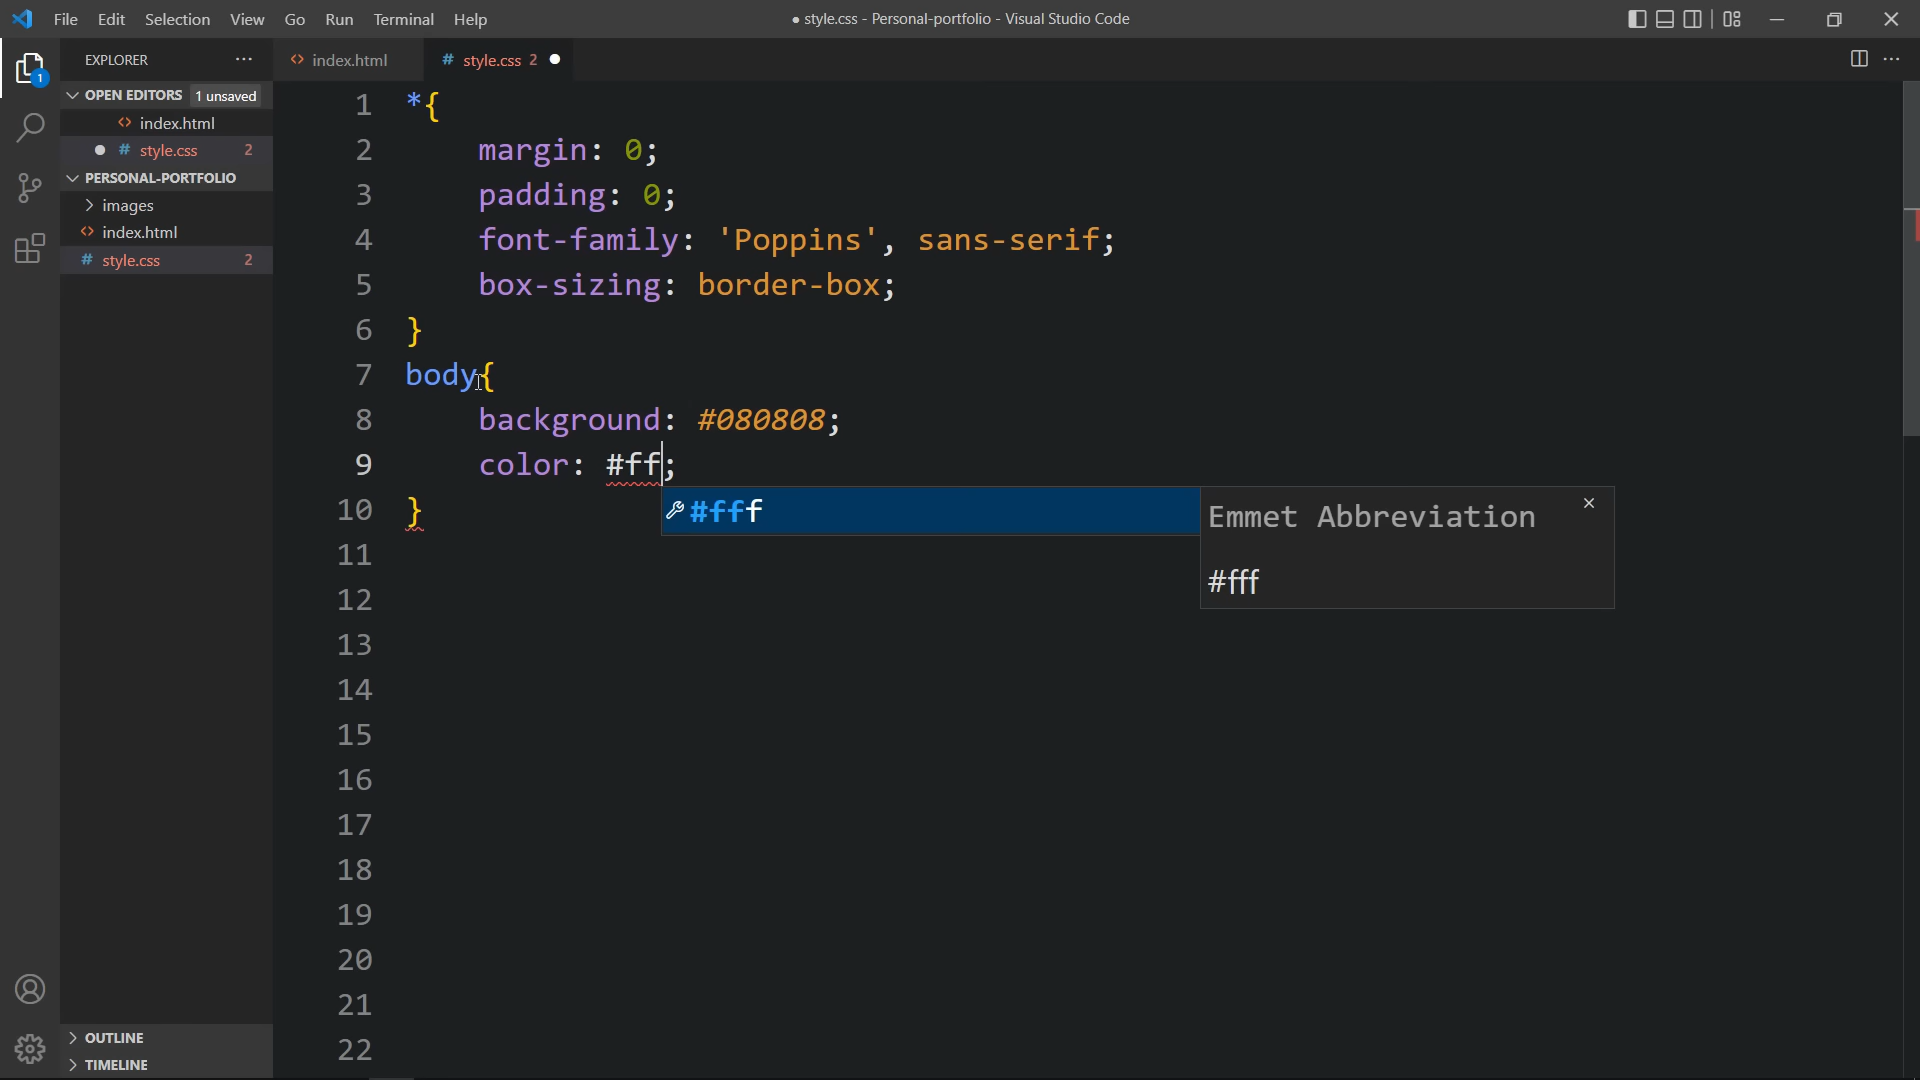 File Edit Selection View Go Run Terminal Help
● style.css - Personal-portfolio - Visual Studio Code
1
EXPLORER ···
OPEN EDITORS 1 unsaved
<> index.html
● # style.css 2
PERSONAL-PORTFOLIO
> images
<> index.html
# style.css 2
OUTLINE
TIMELINE
<> index.html # style.css 2 ●
1 *{
2 margin: 0;
3 padding: 0;
4 font-family: 'Poppins', sans-serif;
5 box-sizing: border-box;
6 }
7 body{
8 background: #080808;
9 color: #ff;
10 }
#fff
Emmet Abbreviation
#fff
11
12
13
14
15
16
17
18
19
20
21
22